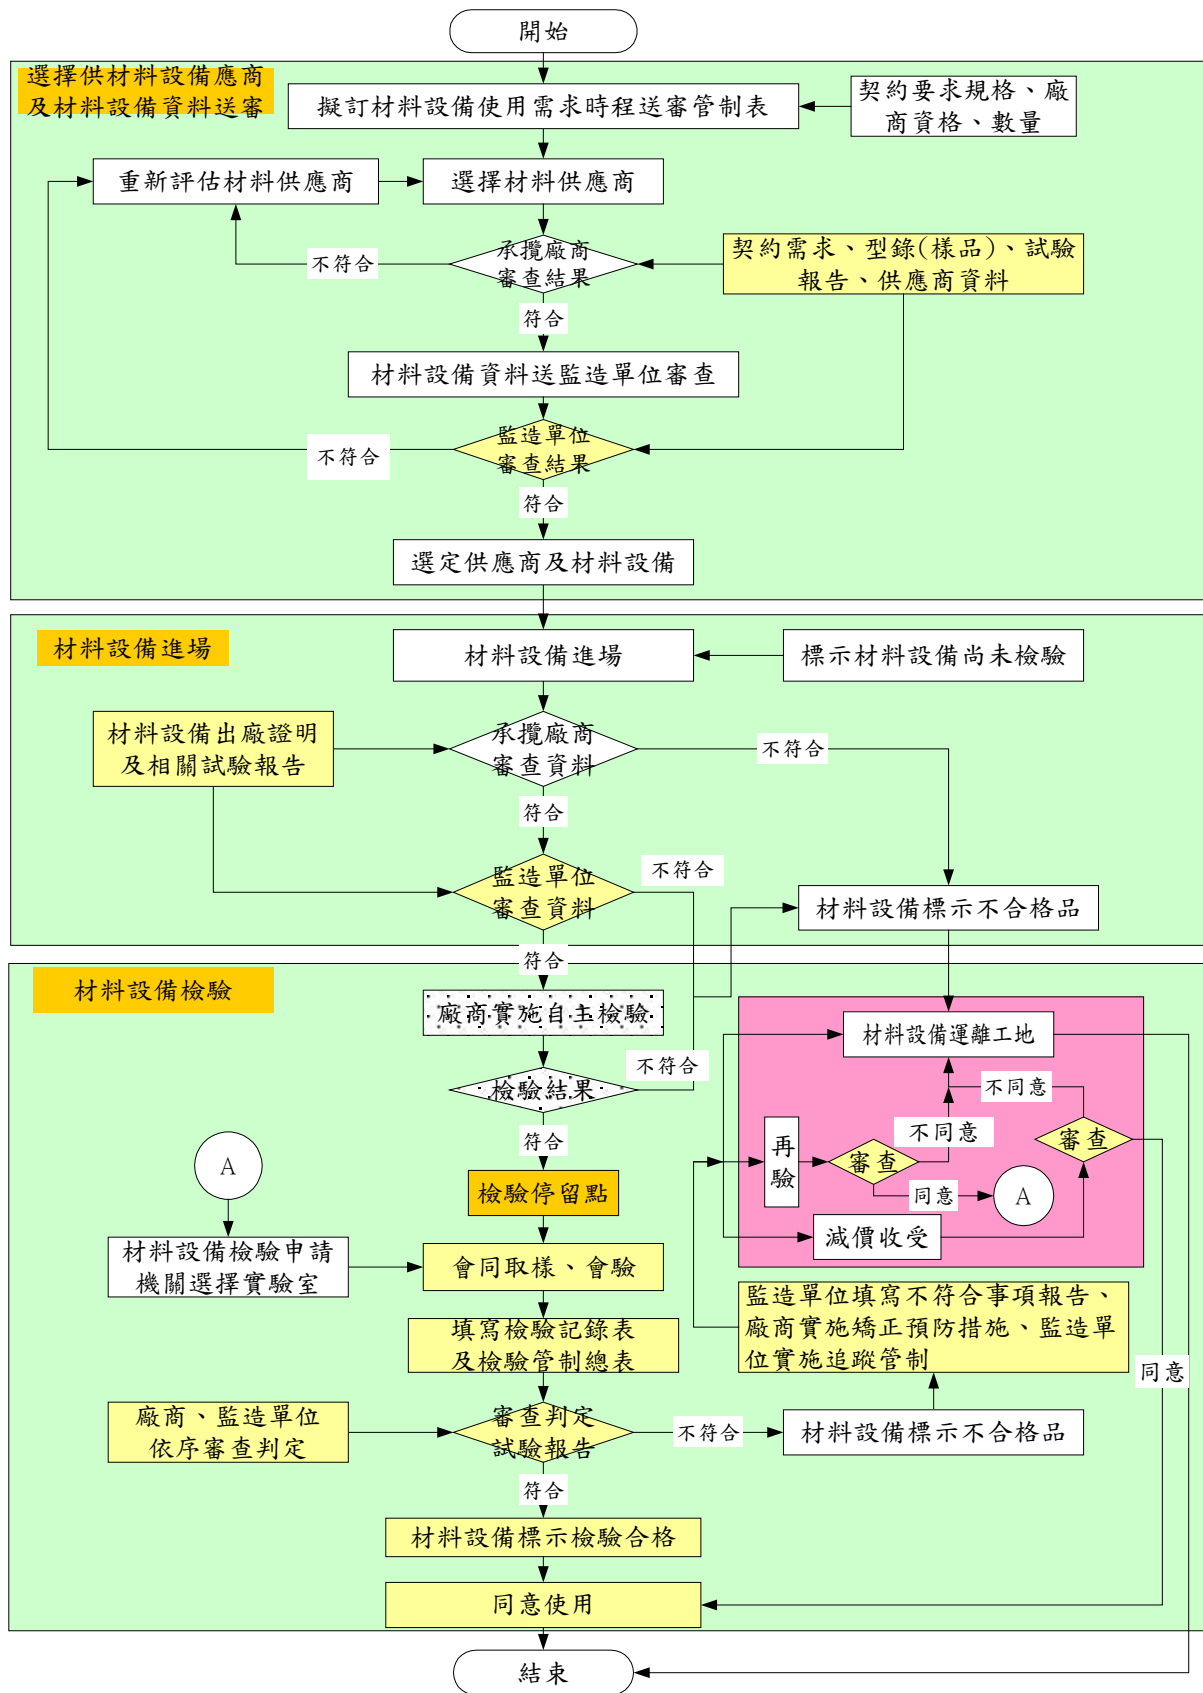 開始
選擇供材料設備應商
及材料設備資料送審
擬訂材料設備使用需求時程送審管制表
契約要求規格、廠
商資格、數量
重新評估材料供應商
選擇材料供應商
不符合
承攬廠商
審查結果
契約需求、型錄(樣品)、試驗
報告、供應商資料
符合
材料設備資料送監造單位審查
不符合
監造單位
審查結果
符合
選定供應商及材料設備
材料設備進場
材料設備進場
標示材料設備尚未檢驗
材料設備出廠證明
及相關試驗報告
承攬廠商
審查資料
不符合
符合
監造單位
審查資料
不符合
材料設備標示不合格品
符合
材料設備檢驗
廠商實施自主檢驗
不符合
檢驗結果
符合
材料設備運離工地
不同意
不同意
再
驗
審查
審查
同意
A
減價收受
A
檢驗停留點
材料設備檢驗申請
機關選擇實驗室
會同取樣、會驗
填寫檢驗記錄表
及檢驗管制總表
監造單位填寫不符合事項報告、
廠商實施矯正預防措施、監造單
位實施追蹤管制
同意
廠商、監造單位
依序審查判定
審查判定
試驗報告
不符合
材料設備標示不合格品
符合
材料設備標示檢驗合格
同意使用
結束